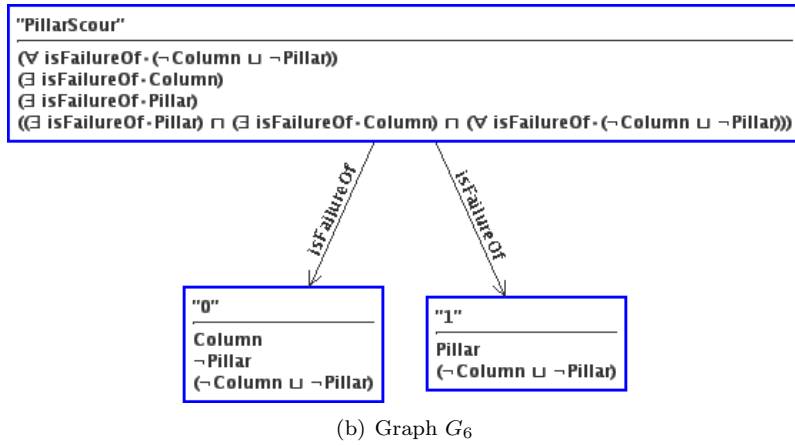 "PillarScour"
(∀ isFailureOf·(¬Column ⊔ ¬Pillar))
(∃ isFailureOf·Column)
(∃ isFailureOf·Pillar)
((∃ isFailureOf·Pillar) ⊓ (∃ isFailureOf·Column) ⊓ (∀ isFailureOf·(¬Column ⊔ ¬Pillar)))
isFailureOf
isFailureOf
"0"
Column
¬Pillar
(¬Column ⊔ ¬Pillar)
"1"
Pillar
(¬Column ⊔ ¬Pillar)
(b) Graph G₆